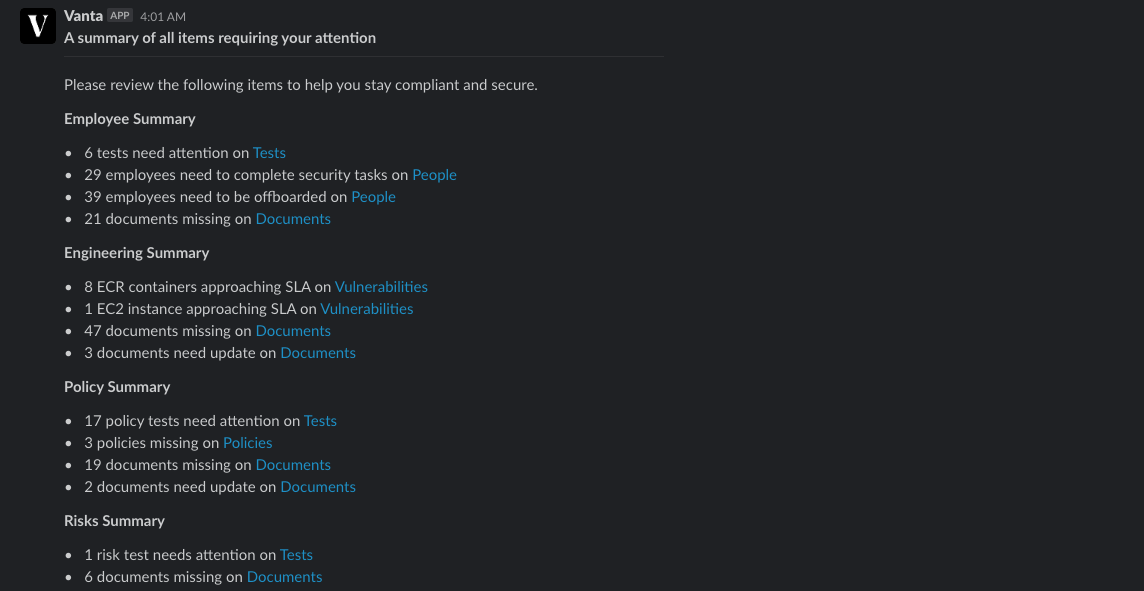 V Vanta APP 4:01 AM
A summary of all items requiring your attention
Please review the following items to help you stay compliant and secure.
Employee Summary
• 6 tests need attention on Tests
• 29 employees need to complete security tasks on People
• 39 employees need to be offboarded on People
• 21 documents missing on Documents
Engineering Summary
• 8 ECR containers approaching SLA on Vulnerabilities
• 1 EC2 instance approaching SLA on Vulnerabilities
• 47 documents missing on Documents
• 3 documents need update on Documents
Policy Summary
• 17 policy tests need attention on Tests
• 3 policies missing on Policies
• 19 documents missing on Documents
• 2 documents need update on Documents
Risks Summary
• 1 risk test needs attention on Tests
• 6 documents missing on Documents